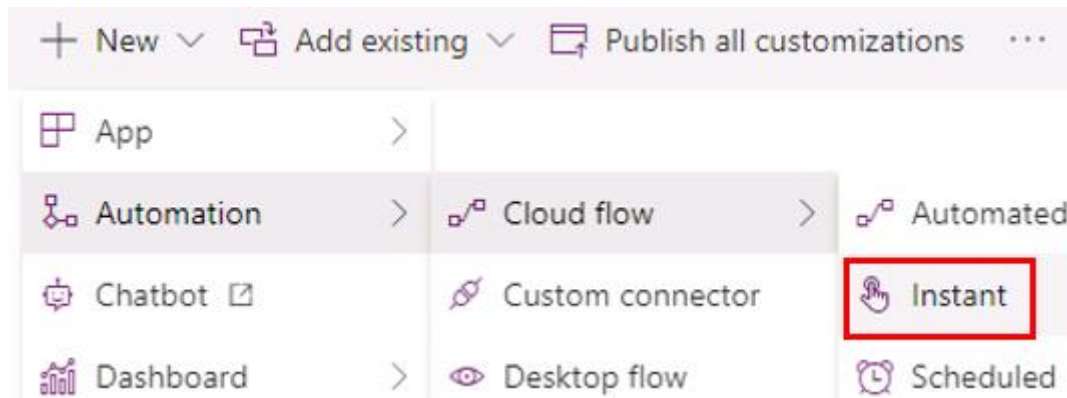 New Add existing Publish all customizations ...
App
Automation Cloud flow Automated
Chatbot Custom connector Instant
Dashboard Desktop flow Scheduled